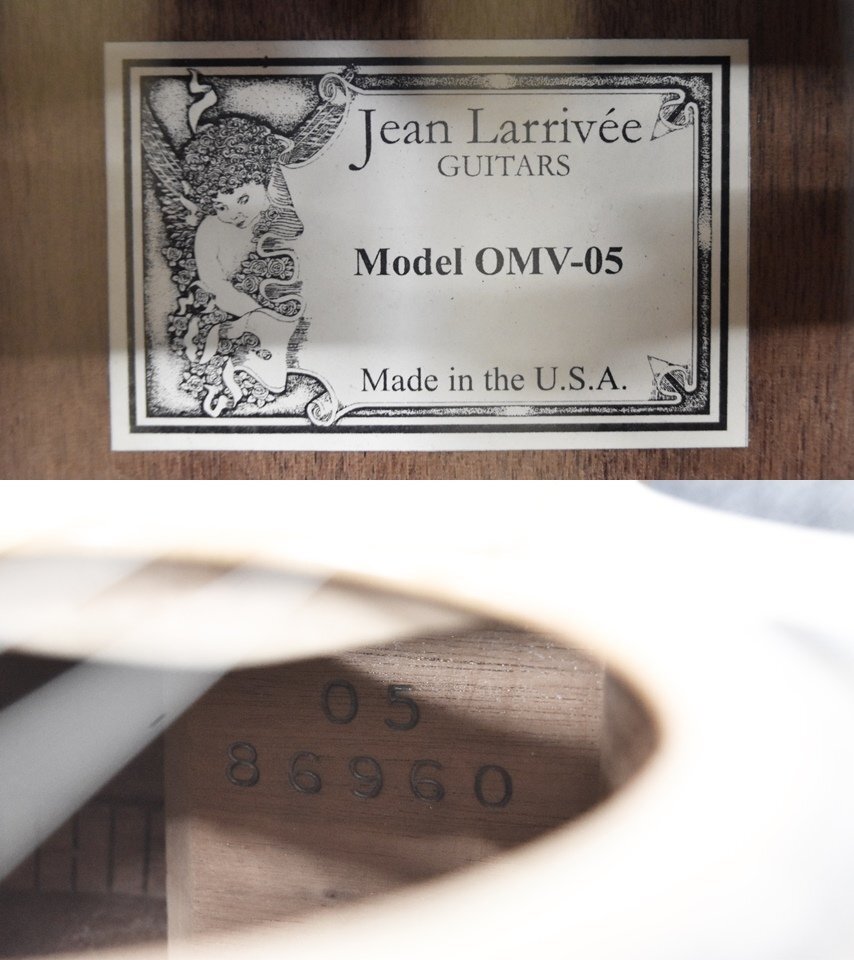 Jean Larrivée
GUITARS
Model OMV-05
Made in the U.S.A.
05
86960